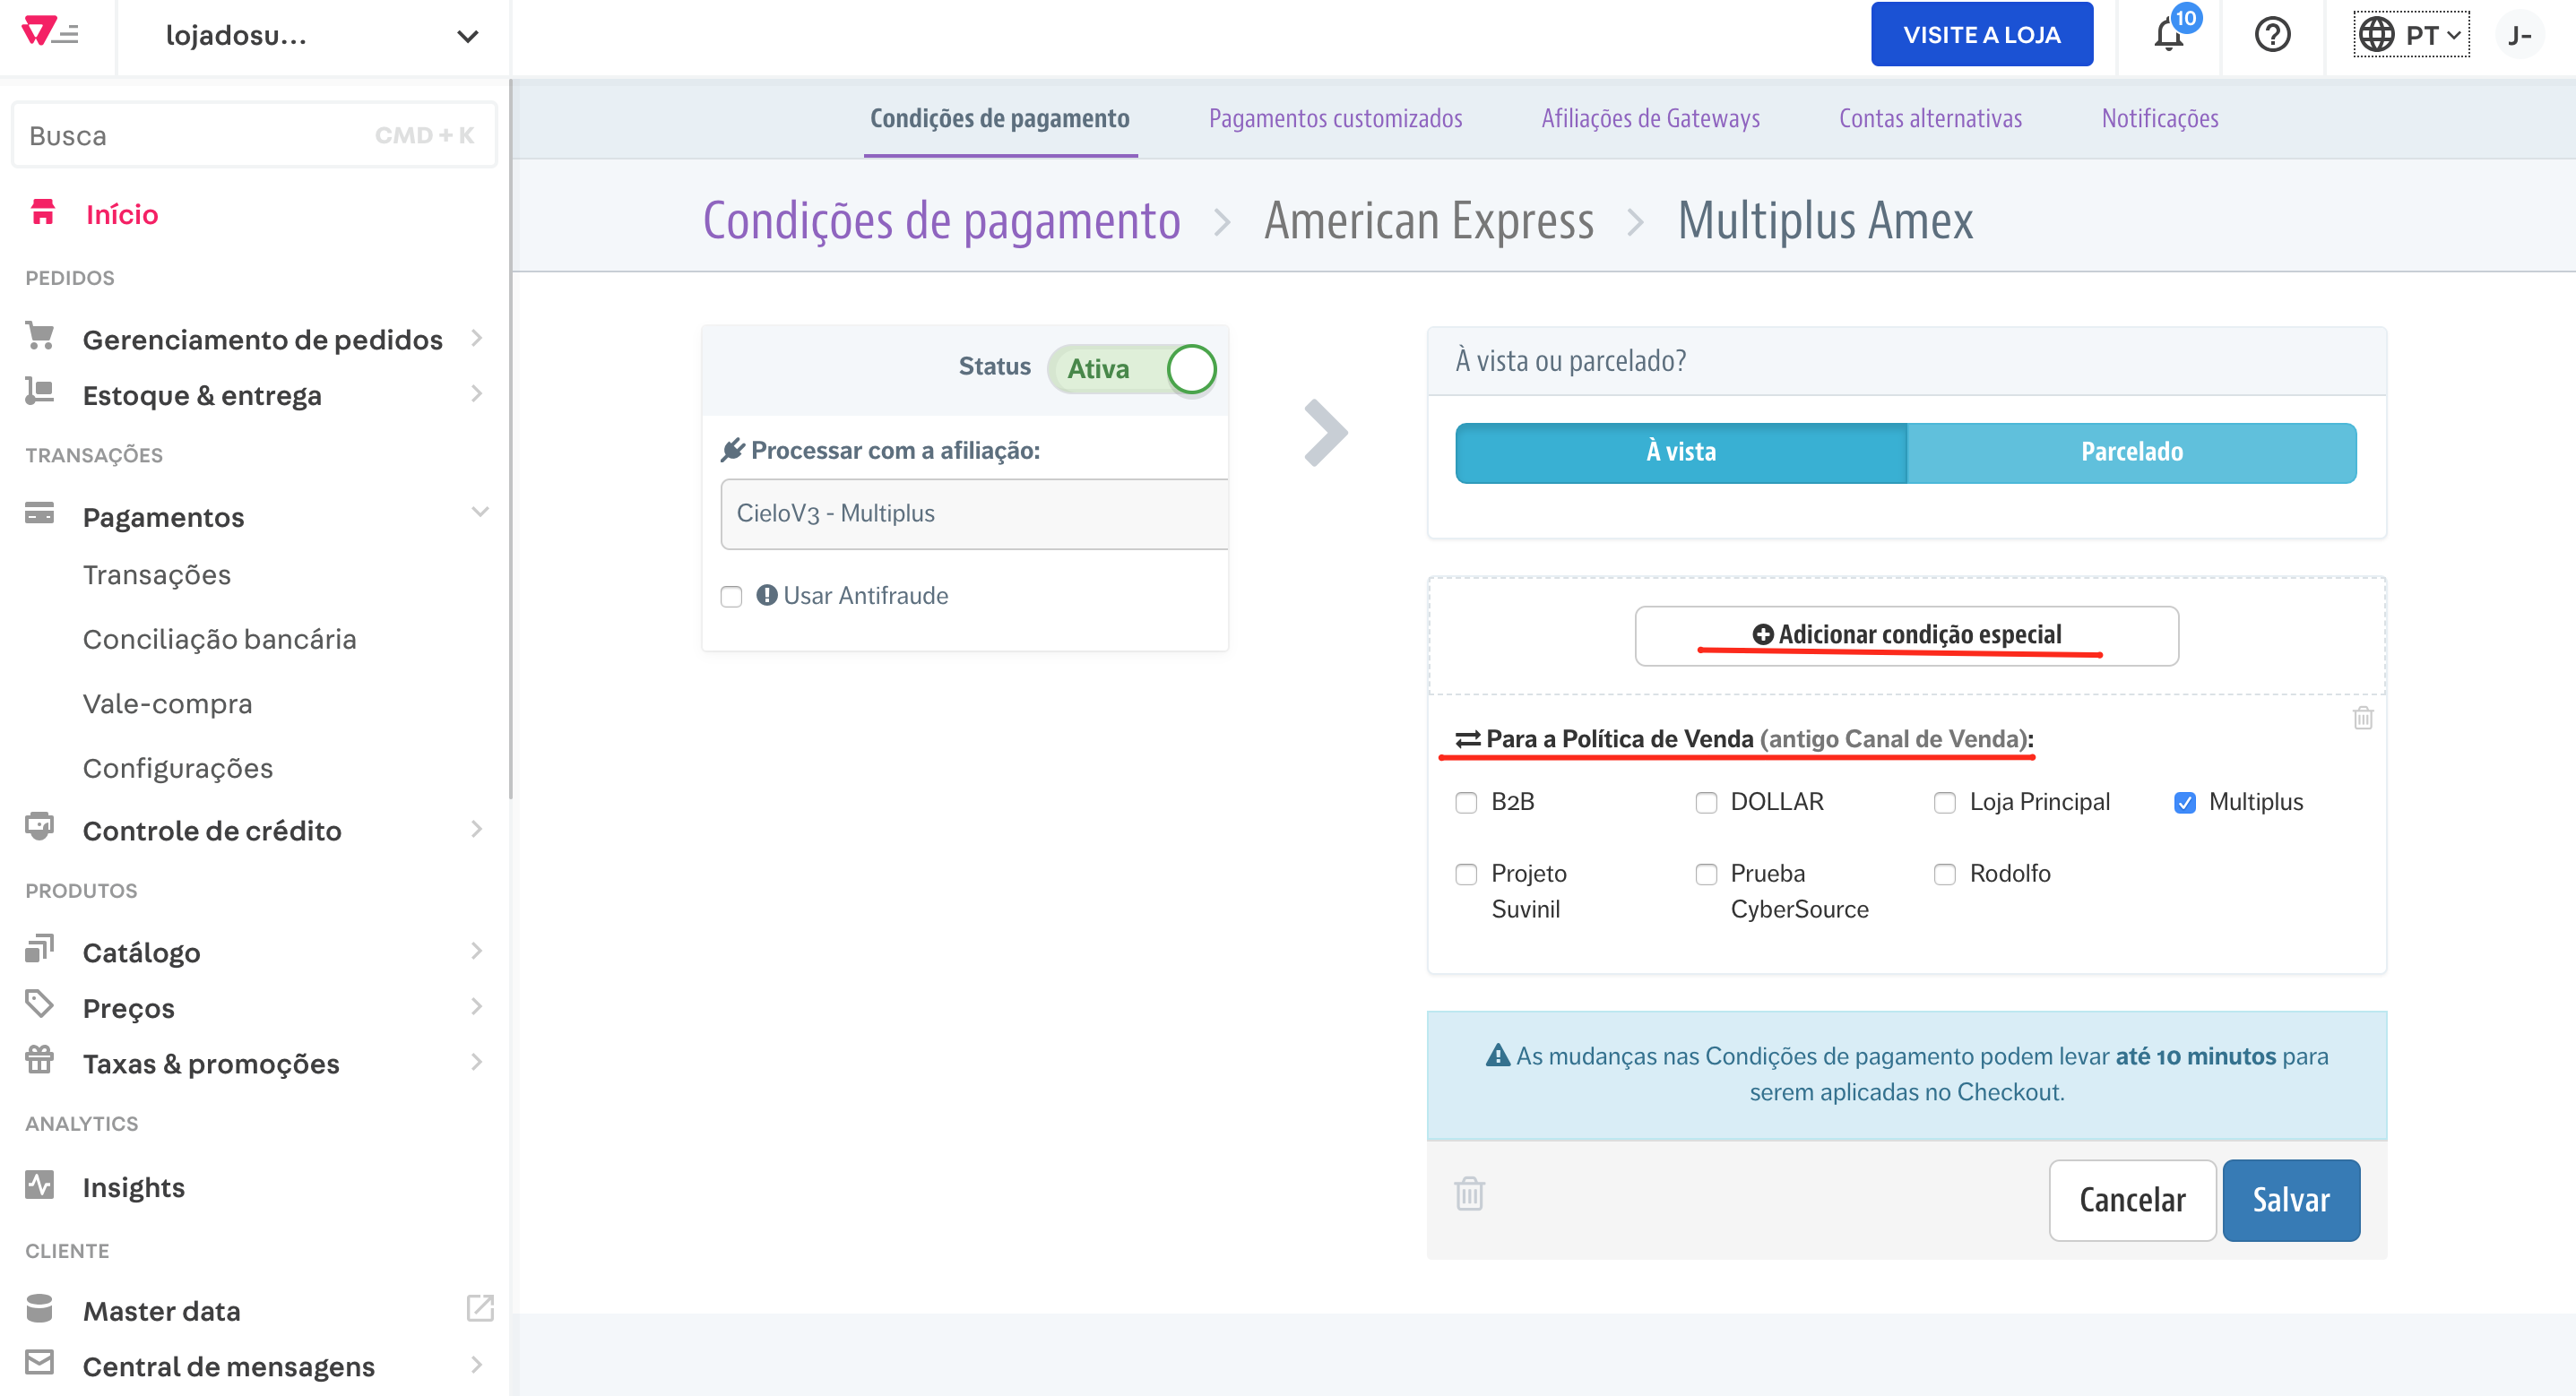 lojadosu...
VISITE A LOJA
10
PT
J-
Busca
CMD + K
Início
PEDIDOS
Gerenciamento de pedidos
Estoque & entrega
TRANSAÇÕES
Pagamentos
Transações
Conciliação bancária
Vale-compra
Configurações
Controle de crédito
PRODUTOS
Catálogo
Preços
Taxas & promoções
ANALYTICS
Insights
CLIENTE
Master data
Central de mensagens
Condições de pagamento
Pagamentos customizados
Afiliações de Gateways
Contas alternativas
Notificações
Condições de pagamento > American Express > Multiplus Amex
Status
Ativa
Processar com a afiliação:
CieloV3 - Multiplus
Usar Antifraude
À vista ou parcelado?
À vista
Parcelado
Adicionar condição especial
Para a Política de Venda (antigo Canal de Venda):
B2B
DOLLAR
Loja Principal
Multiplus
Projeto
Suvinil
Prueba
CyberSource
Rodolfo
As mudanças nas Condições de pagamento podem levar até 10 minutos para
serem aplicadas no Checkout.
Cancelar
Salvar